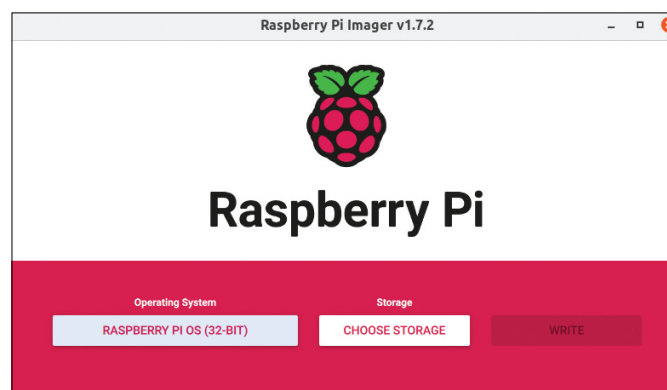 Raspberry Pi Imager v1.7.2
Raspberry Pi
Operating System
Storage
RASPBERRY PI OS (32-BIT)
CHOOSE STORAGE
WRITE